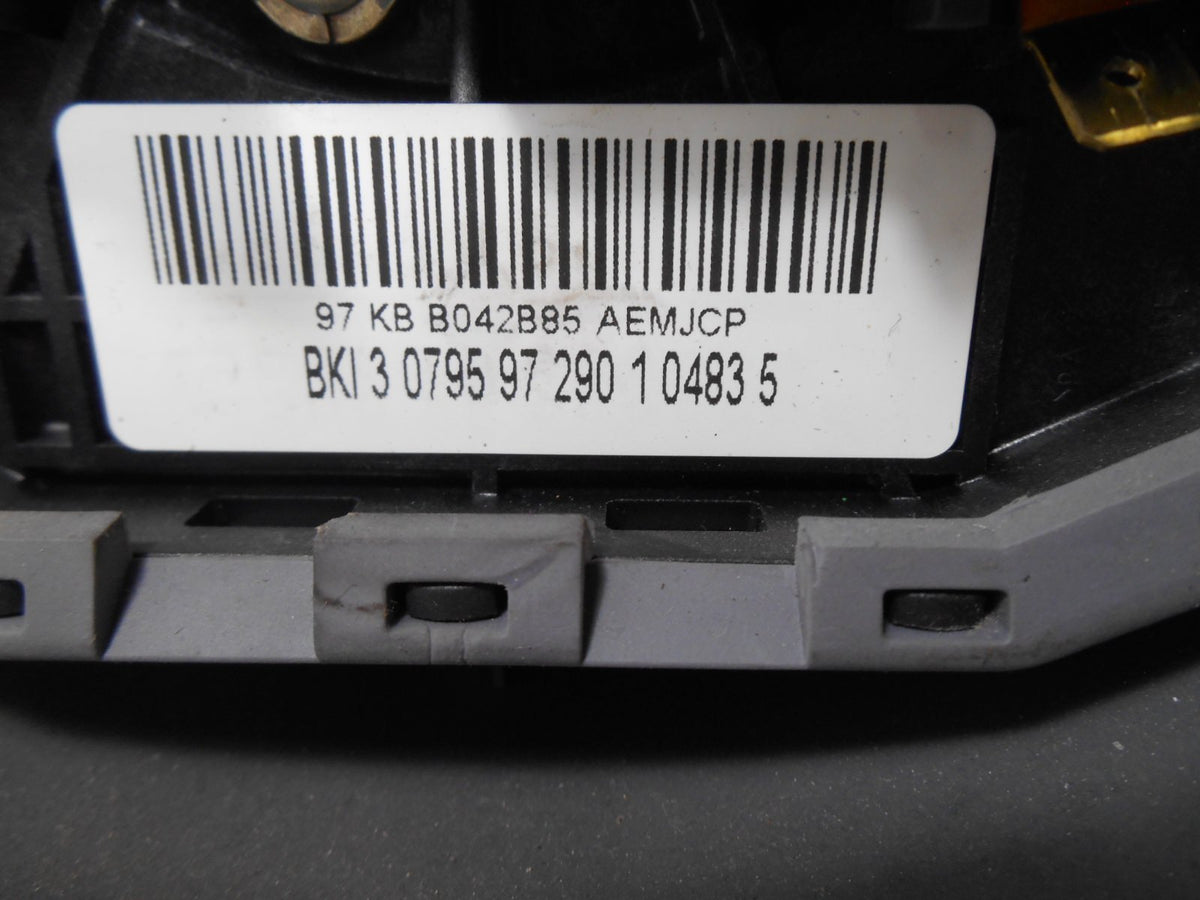 97 KB B042B85 AEMJCP
BKI 3 0795 97 290 1 0483 5